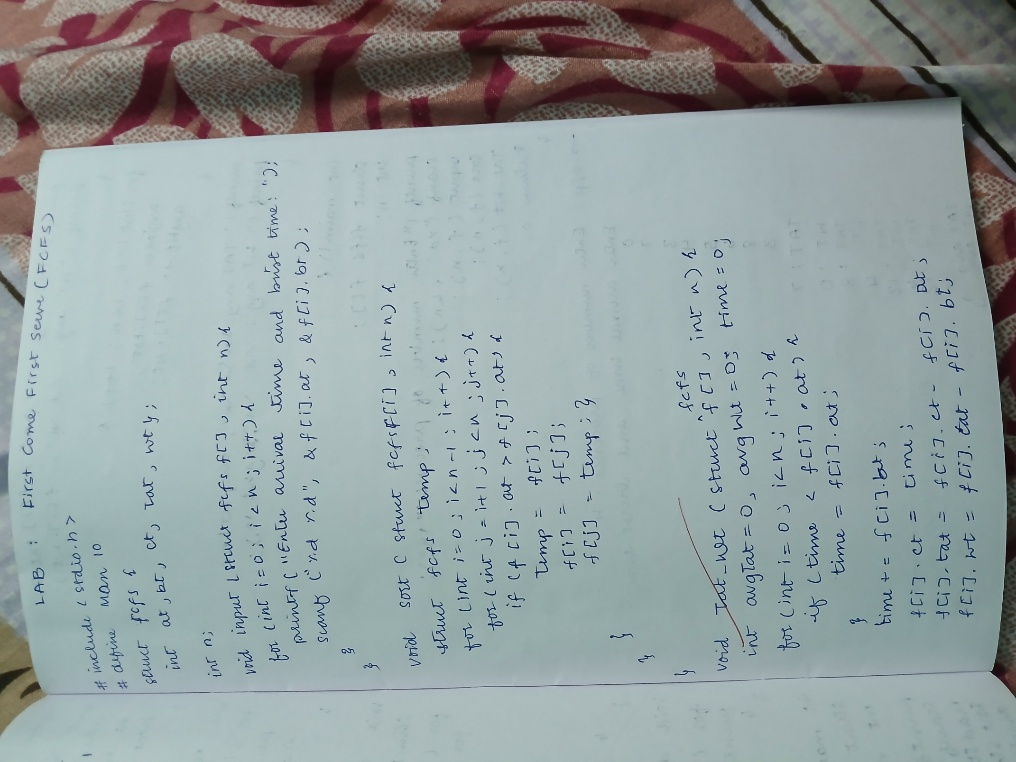 LAB : First Come First Serve (FCFS)
# include <stdio.h>
# define Max 10
struct fcfs {
int at, bt, ct, tat, wt y;
int n;
void input (struct fcfs f[], int n) {
for (int i=0; i<n; i++) {
printf ("Enter arrival time and burst time: ");
scanf ("%d %d", &f[i].at, &f[i].bt);
}
}
void sort (struct fcfs f[i], int n) {
struct fcfs temp;
for (int i=0; i<n-1; i++) {
for (int j=i+1; j<n; j++) {
if (f[i].at > f[j].at) {
Temp = f[i];
f[i] = f[j];
f[j] = temp; }
}
}
}
void Tat_wt (struct fcfs f[], int n) {
int avgTat=0, avgWt=0; time=0;
for (int i=0; i<n; i++) {
if (time < f[i].at) {
time = f[i].at;
}
time += f[i].bt;
f[i].ct = time;
f[i].tat = f[i].ct - f[i].at;
f[i].wt = f[i].tat - f[i].bt;